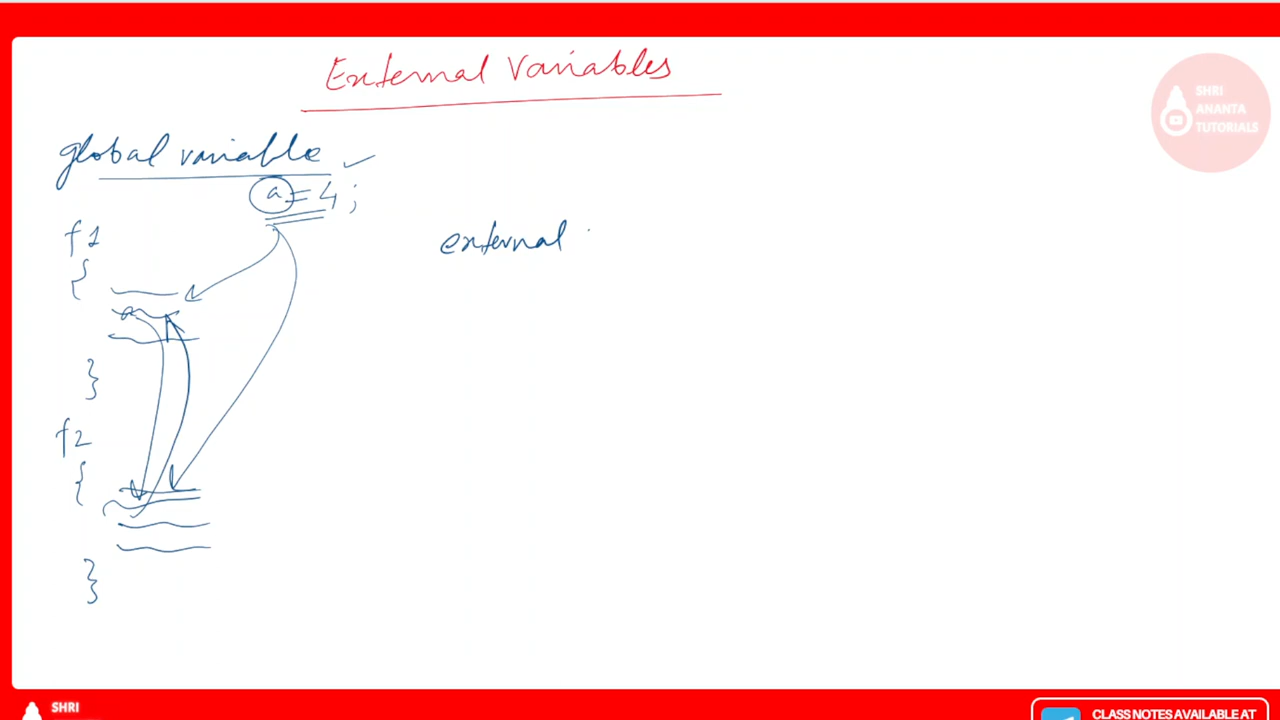 External Variables
SHRI
ANANTA
TUTORIALS
global variable
a = 4;
f1
external
{
a
}
f2
{
}
SHRI
CLASS NOTES AVAILABLE AT